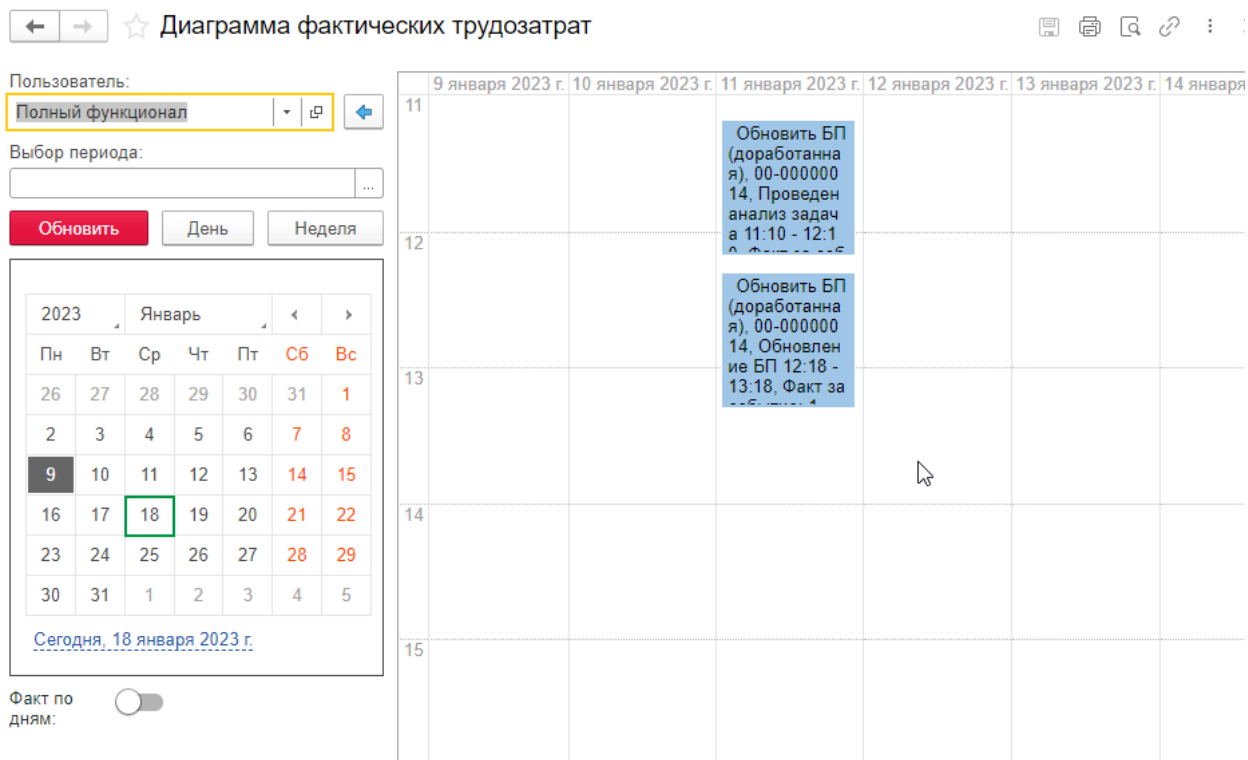 Диаграмма фактических трудозатрат
Пользователь:
Полный функционал
Выбор периода:
...
Обновить
День
Неделя
2023
Январь
Пн Вт Ср Чт Пт Сб Вс
26 27 28 29 30 31 1
2 3 4 5 6 7 8
9 10 11 12 13 14 15
16 17 18 19 20 21 22
23 24 25 26 27 28 29
30 31 1 2 3 4 5
Сегодня, 18 января 2023 г.
Факт по
дням:
9 января 2023 г. 10 января 2023 г. 11 января 2023 г. 12 января 2023 г. 13 января 2023 г. 14 января
11
Обновить БП
(доработанна
я), 00-000000
14, Проведен
анализ задач
а 11:10 - 12:1
12
Обновить БП
(доработанна
я), 00-000000
14, Обновлен
ие БП 12:18 -
13:18, Факт за
13
14
15